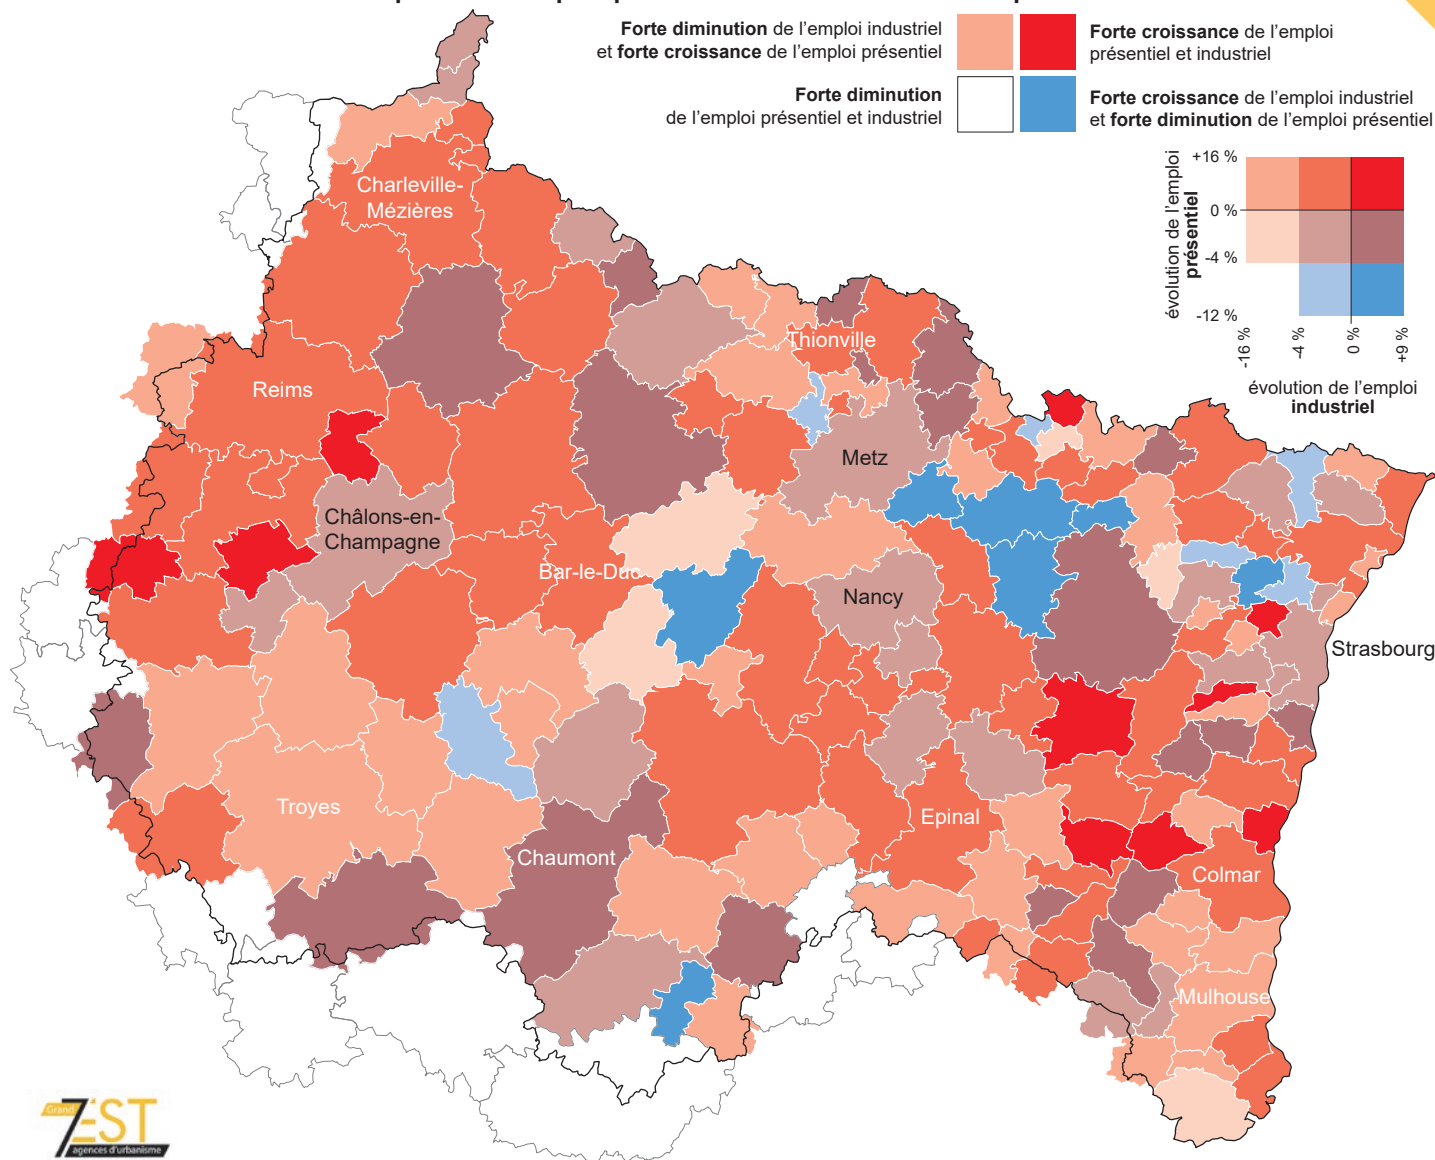 Forte diminution de l'emploi industriel
et forte croissance de l'emploi présentiel
Forte croissance de l'emploi
présentiel et industriel
Forte diminution
de l'emploi présentiel et industriel
Forte croissance de l'emploi industriel
et forte diminution de l'emploi présentiel
évolution de l'emploi
présentiel
+16 %
0 %
-4 %
-12 %
-16 %
-4 %
0 %
+9 %
évolution de l'emploi
industriel
Charleville-
Mézières
Thionville
Reims
Metz
Châlons-en-
Champagne
Bar-le-Duc
Nancy
Strasbourg
Troyes
Epinal
Chaumont
Colmar
Mulhouse
Grand
7EST
agences d'urbanisme